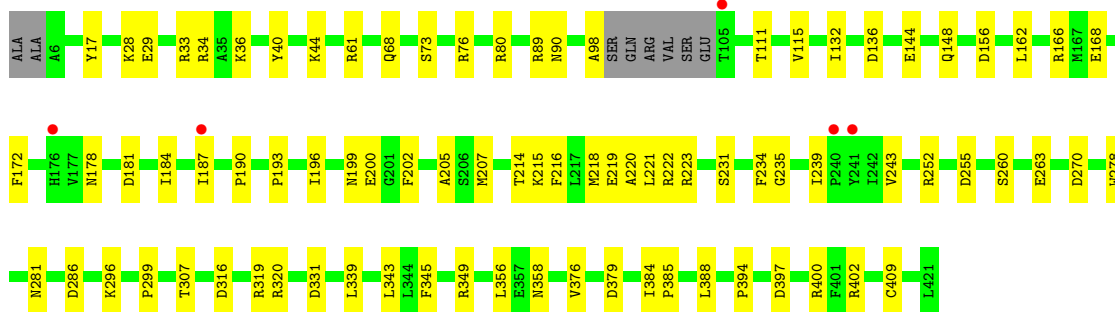 ALA ALA A6 Y17 K28 E29 R33 R34 A35 K36 Y40 K44 R61 Q68 S73 R76 R80 R89 N90 A98 SER GLN ARG VAL SER GLU T105 T111 V115 I132 D136 E144 Q148 D156 L162 R166 M167 E168
F172 H176 V177 N178 D181 I184 I187 P190 P193 I196 N199 E200 G201 F202 A205 S206 M207 T214 K215 F216 L217 M218 E219 A220 L221 R222 R223 S231 F234 G235 I239 P240 Y241 I242 V243 R252 D255 S260 E263 D270
N281 D286 K296 P299 T307 D316 R319 R320 D331 L339 L343 L344 F345 R349 L356 E357 N358 V376 D379 I384 P385 L388 P394 D397 R400 F401 R402 C409 L421